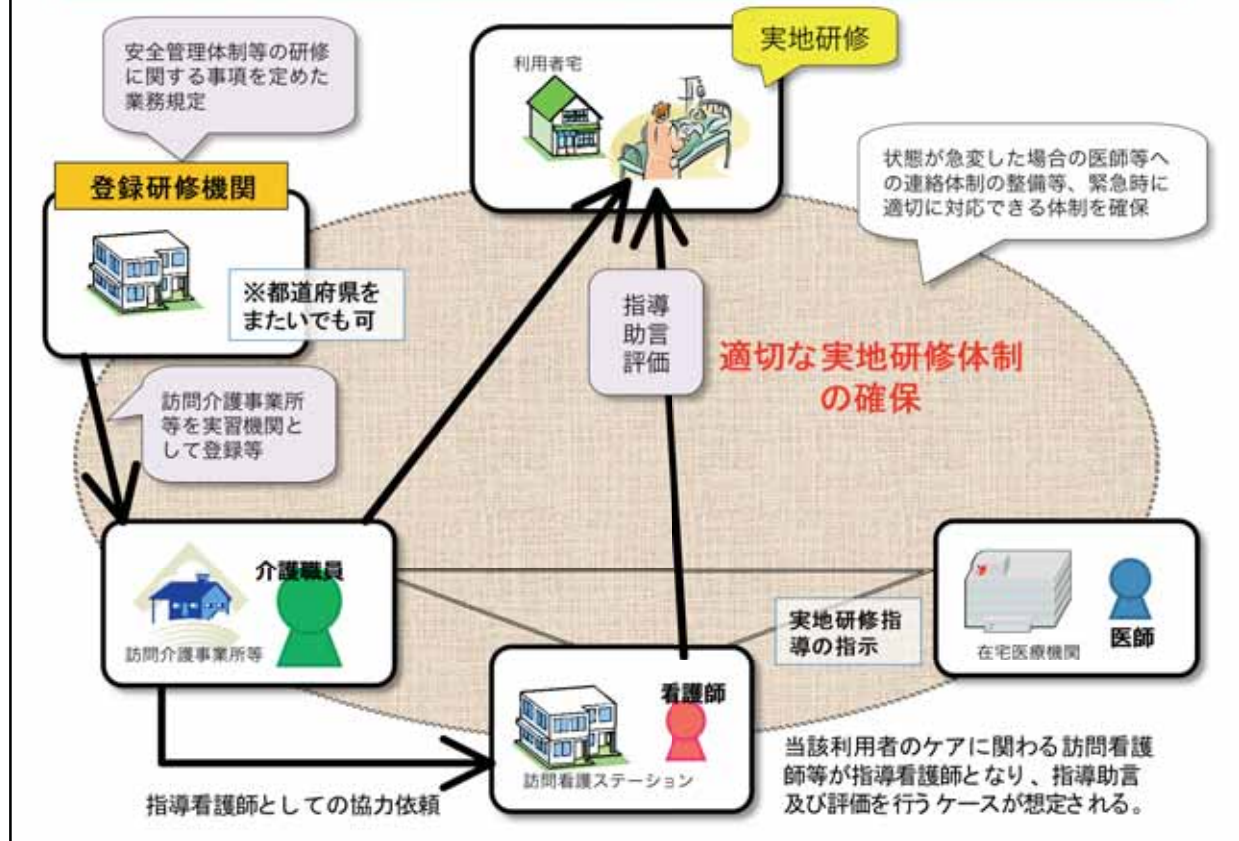 安全管理体制等の研修
に関する事項を定めた
業務規定
実地研修
利用者宅
登録研修機関
※都道府県を
またいでも可
状態が急変した場合の医師等へ
の連絡体制の整備等、緊急時に
適切に対応できる体制を確保
指導
助言
評価
適切な実地研修体制
の確保
訪問介護事業所
等を実習機関と
して登録等
介護職員
訪問介護事業所等
実地研修指
導の指示
医師
在宅医療機関
看護師
訪問看護ステーション
指導看護師としての協力依頼
当該利用者のケアに関わる訪問看護
師等が指導看護師となり、指導助言
及び評価を行うケースが想定される。